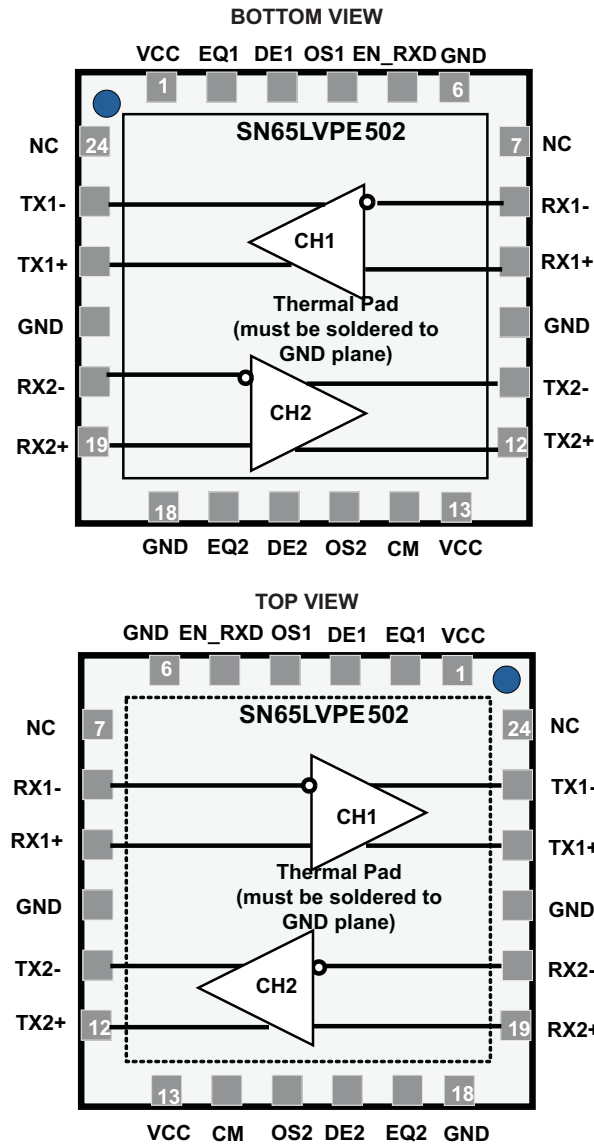 BOTTOM VIEW
VCC EQ1 DE1 OS1 EN_RXD GND
1 6
SN65LVPE502
NC 24 7 NC
TX1- RX1-
CH1
TX1+ RX1+
Thermal Pad
(must be soldered to
GND plane)
GND GND
RX2- TX2-
CH2
RX2+ 19 12 TX2+
18 13
GND EQ2 DE2 OS2 CM VCC
TOP VIEW
GND EN_RXD OS1 DE1 EQ1 VCC
6 1
SN65LVPE502
NC 7 24 NC
RX1- TX1-
CH1
RX1+ TX1+
Thermal Pad
(must be soldered to
GND plane)
GND GND
TX2- RX2-
CH2
TX2+ 12 19 RX2+
13 18
VCC CM OS2 DE2 EQ2 GND